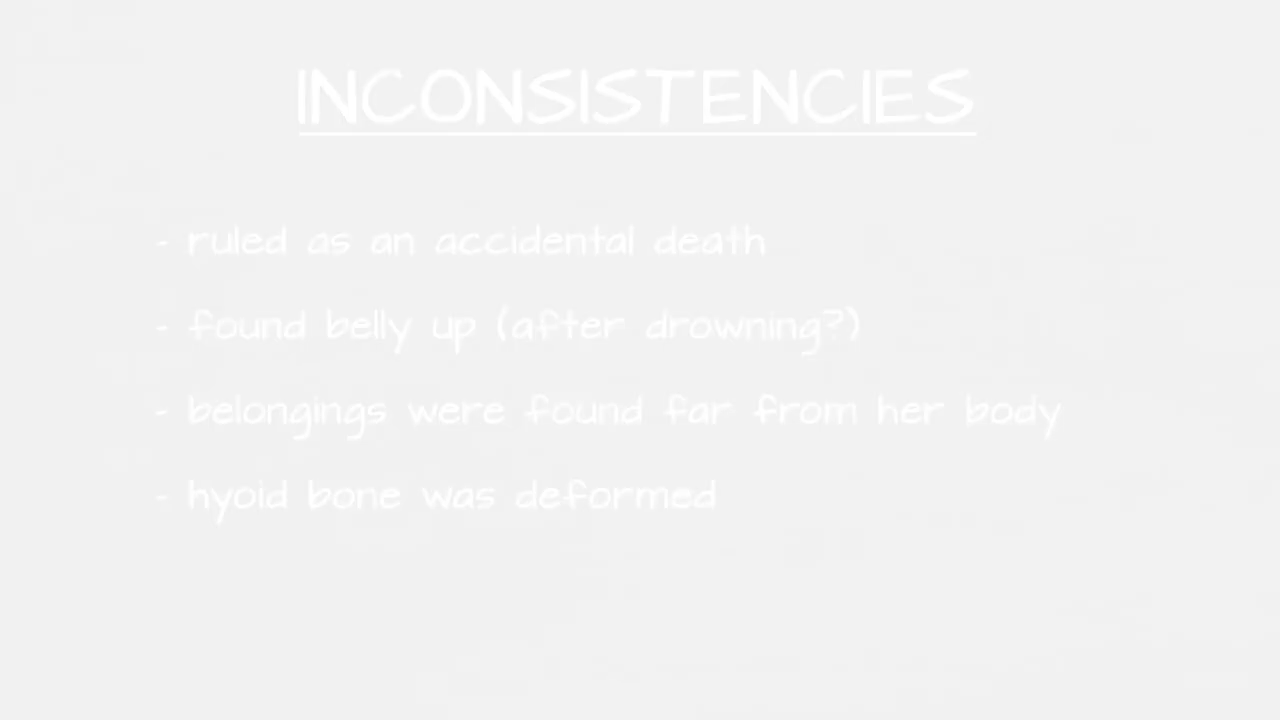 INCONSISTENCIES
- ruled as an accidental death
- found belly up (after drowning?)
- belongings were found far from her body
- hyoid bone was deformed